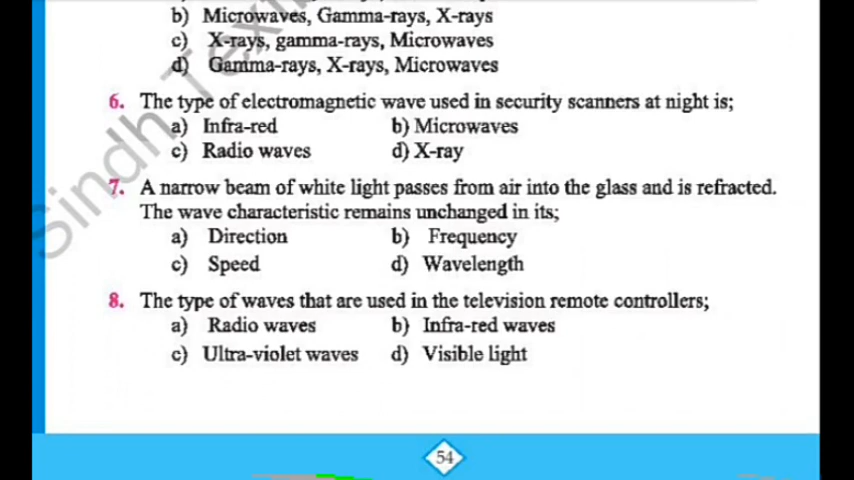 b) Microwaves, Gamma-rays, X-rays
c) X-rays, gamma-rays, Microwaves
d) Gamma-rays, X-rays, Microwaves
6. The type of electromagnetic wave used in security scanners at night is;
a) Infra-red b) Microwaves
c) Radio waves d) X-ray
7. A narrow beam of white light passes from air into the glass and is refracted.
The wave characteristic remains unchanged in its;
a) Direction b) Frequency
c) Speed d) Wavelength
8. The type of waves that are used in the television remote controllers;
a) Radio waves b) Infra-red waves
c) Ultra-violet waves d) Visible light
Sindh
54